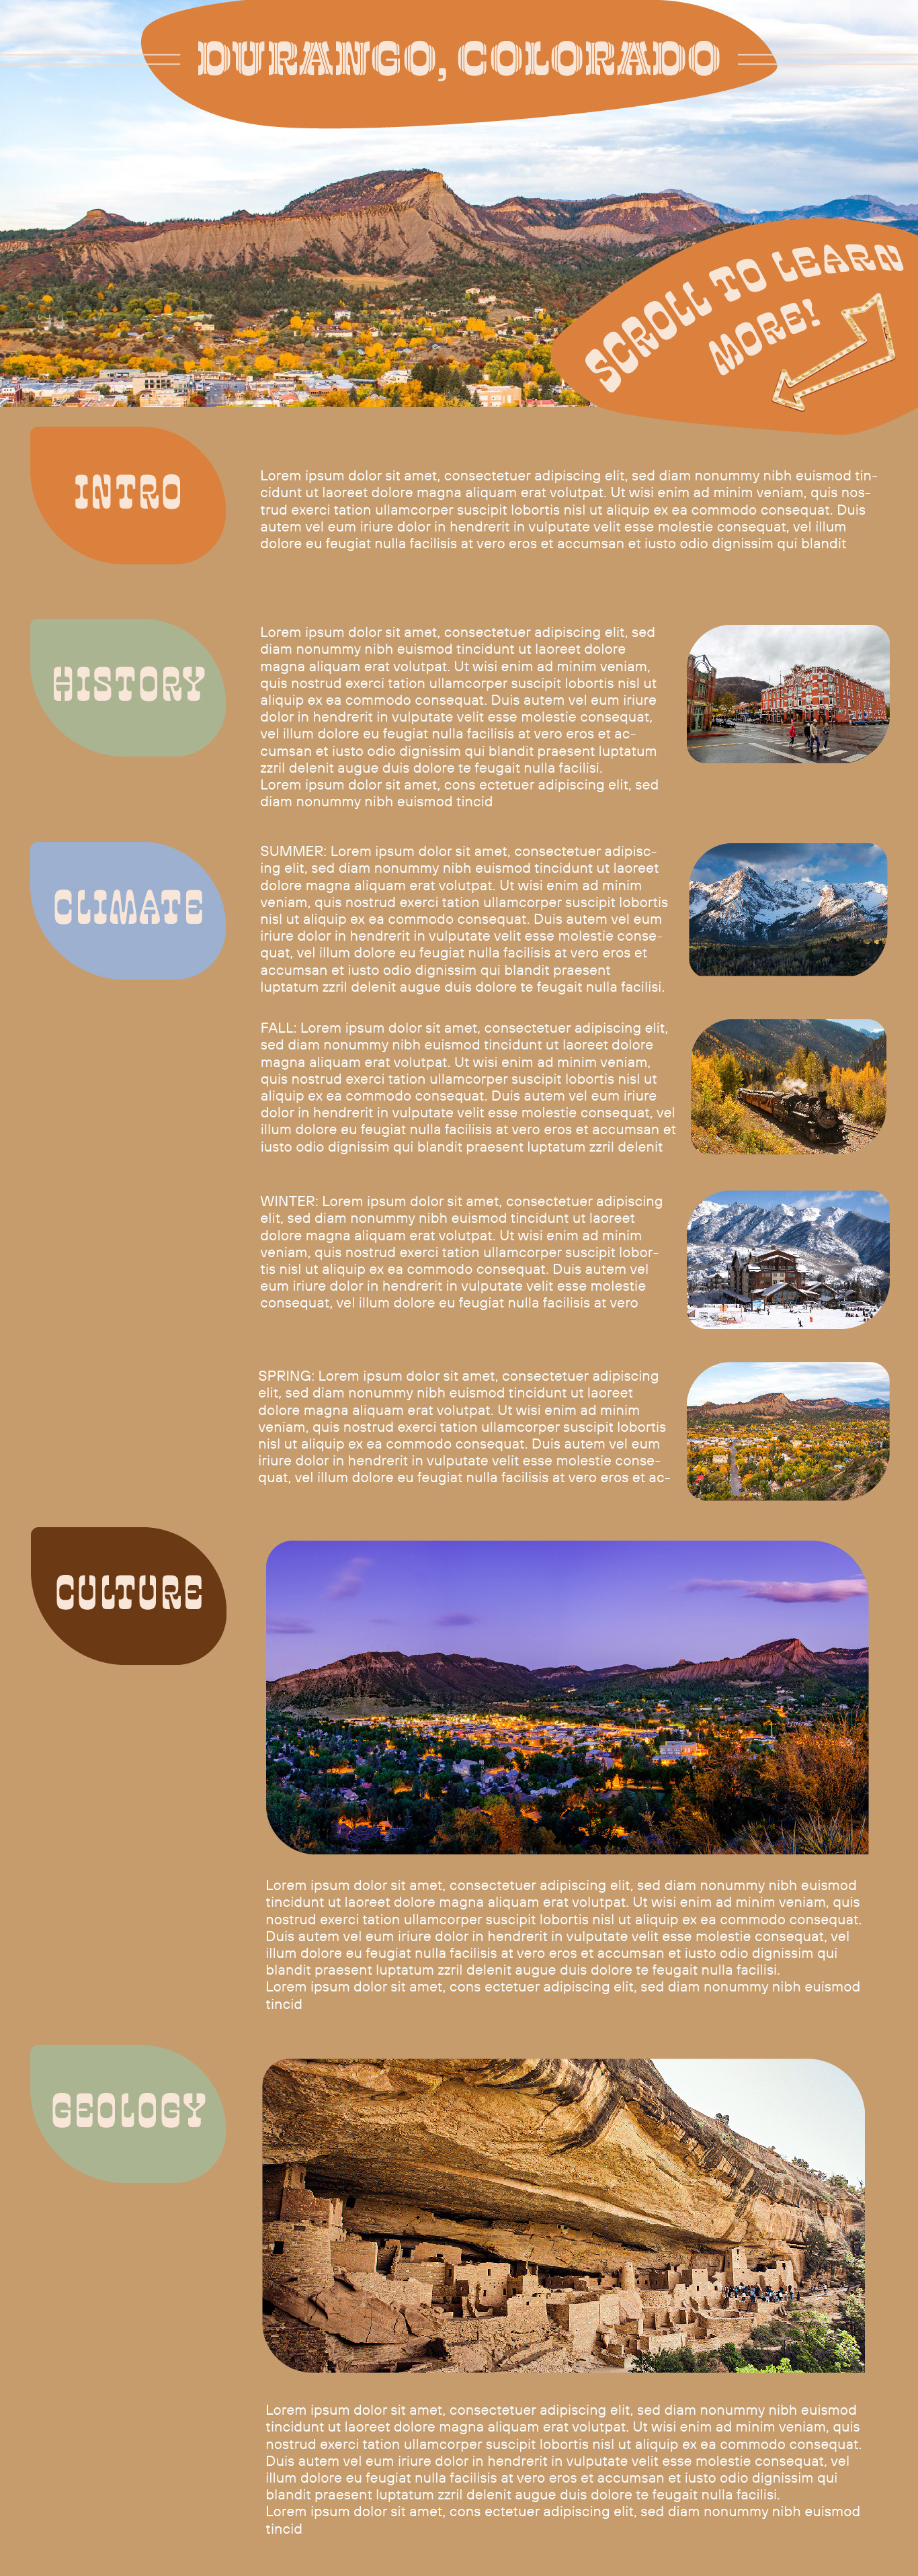 DURANGO, COLORADO
SCROLL TO LEARN
MORE!
INTRO
Lorem ipsum dolor sit amet, consectetuer adipiscing elit, sed diam nonummy nibh euismod tin-
cidunt ut laoreet dolore magna aliquam erat volutpat. Ut wisi enim ad minim veniam, quis nos-
trud exerci tation ullamcorper suscipit lobortis nisl ut aliquip ex ea commodo consequat. Duis
autem vel eum iriure dolor in hendrerit in vulputate velit esse molestie consequat, vel illum
dolore eu feugiat nulla facilisis at vero eros et accumsan et iusto odio dignissim qui blandit
HISTORY
Lorem ipsum dolor sit amet, consectetuer adipiscing elit, sed
diam nonummy nibh euismod tincidunt ut laoreet dolore
magna aliquam erat volutpat. Ut wisi enim ad minim veniam,
quis nostrud exerci tation ullamcorper suscipit lobortis nisl ut
aliquip ex ea commodo consequat. Duis autem vel eum iriure
dolor in hendrerit in vulputate velit esse molestie consequat,
vel illum dolore eu feugiat nulla facilisis at vero eros et ac-
cumsan et iusto odio dignissim qui blandit praesent luptatum
zzril delenit augue duis dolore te feugait nulla facilisi.
Lorem ipsum dolor sit amet, cons ectetuer adipiscing elit, sed
diam nonummy nibh euismod tincid
CLIMATE
SUMMER: Lorem ipsum dolor sit amet, consectetuer adipisc-
ing elit, sed diam nonummy nibh euismod tincidunt ut laoreet
dolore magna aliquam erat volutpat. Ut wisi enim ad minim
veniam, quis nostrud exerci tation ullamcorper suscipit lobortis
nisl ut aliquip ex ea commodo consequat. Duis autem vel eum
iriure dolor in hendrerit in vulputate velit esse molestie conse-
quat, vel illum dolore eu feugiat nulla facilisis at vero eros et
accumsan et iusto odio dignissim qui blandit praesent
luptatum zzril delenit augue duis dolore te feugait nulla facilisi.
FALL: Lorem ipsum dolor sit amet, consectetuer adipiscing elit,
sed diam nonummy nibh euismod tincidunt ut laoreet dolore
magna aliquam erat volutpat. Ut wisi enim ad minim veniam,
quis nostrud exerci tation ullamcorper suscipit lobortis nisl ut
aliquip ex ea commodo consequat. Duis autem vel eum iriure
dolor in hendrerit in vulputate velit esse molestie consequat, vel
illum dolore eu feugiat nulla facilisis at vero eros et accumsan et
iusto odio dignissim qui blandit praesent luptatum zzril delenit
WINTER: Lorem ipsum dolor sit amet, consectetuer adipiscing
elit, sed diam nonummy nibh euismod tincidunt ut laoreet
dolore magna aliquam erat volutpat. Ut wisi enim ad minim
veniam, quis nostrud exerci tation ullamcorper suscipit lobor-
tis nisl ut aliquip ex ea commodo consequat. Duis autem vel
eum iriure dolor in hendrerit in vulputate velit esse molestie
consequat, vel illum dolore eu feugiat nulla facilisis at vero
SPRING: Lorem ipsum dolor sit amet, consectetuer adipiscing
elit, sed diam nonummy nibh euismod tincidunt ut laoreet
dolore magna aliquam erat volutpat. Ut wisi enim ad minim
veniam, quis nostrud exerci tation ullamcorper suscipit lobortis
nisl ut aliquip ex ea commodo consequat. Duis autem vel eum
iriure dolor in hendrerit in vulputate velit esse molestie conse-
quat, vel illum dolore eu feugiat nulla facilisis at vero eros et ac-
CULTURE
Lorem ipsum dolor sit amet, consectetuer adipiscing elit, sed diam nonummy nibh euismod
tincidunt ut laoreet dolore magna aliquam erat volutpat. Ut wisi enim ad minim veniam, quis
nostrud exerci tation ullamcorper suscipit lobortis nisl ut aliquip ex ea commodo consequat.
Duis autem vel eum iriure dolor in hendrerit in vulputate velit esse molestie consequat, vel
illum dolore eu feugiat nulla facilisis at vero eros et accumsan et iusto odio dignissim qui
blandit praesent luptatum zzril delenit augue duis dolore te feugait nulla facilisi.
Lorem ipsum dolor sit amet, cons ectetuer adipiscing elit, sed diam nonummy nibh euismod
tincid
GEOLOGY
Lorem ipsum dolor sit amet, consectetuer adipiscing elit, sed diam nonummy nibh euismod
tincidunt ut laoreet dolore magna aliquam erat volutpat. Ut wisi enim ad minim veniam, quis
nostrud exerci tation ullamcorper suscipit lobortis nisl ut aliquip ex ea commodo consequat.
Duis autem vel eum iriure dolor in hendrerit in vulputate velit esse molestie consequat, vel
illum dolore eu feugiat nulla facilisis at vero eros et accumsan et iusto odio dignissim qui
blandit praesent luptatum zzril delenit augue duis dolore te feugait nulla facilisi.
Lorem ipsum dolor sit amet, cons ectetuer adipiscing elit, sed diam nonummy nibh euismod
tincid